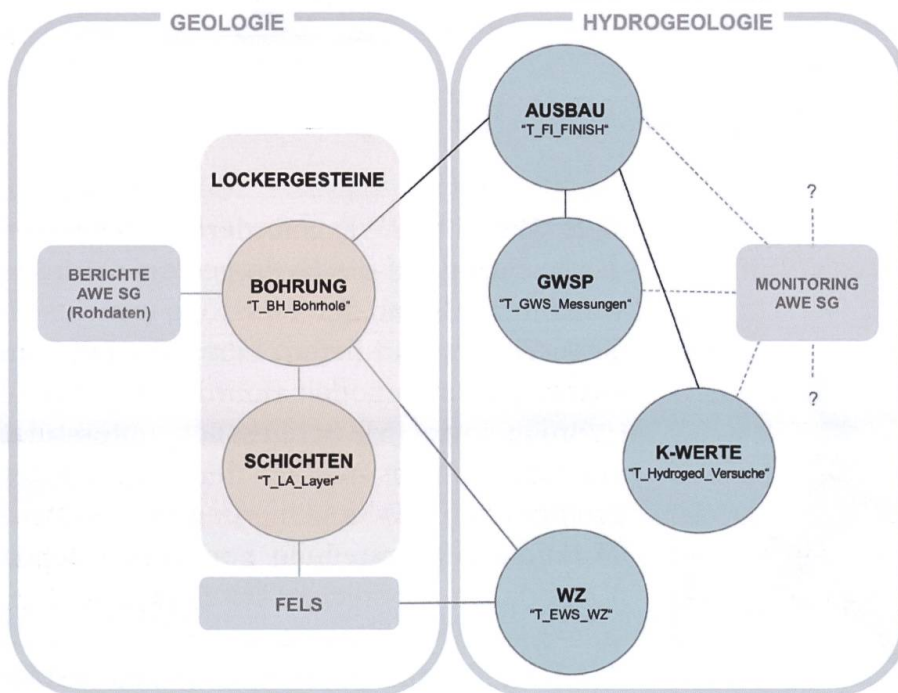 GEOLOGIE
HYDROGEOLOGIE
LOCKERGESTEINE
BERICHTE
AWE SG
(Rohdaten)
BOHRUNG
"T_BH_Bohrhole"
SCHICHTEN
"T_LA_Layer"
FELS
AUSBAU
"T_FI_FINISH"
GWSP
"T_GWS_Messungen"
?
MONITORING
AWE SG
?
K-WERTE
"T_Hydrogeol_Versuche"
WZ
"T_EWS_WZ"